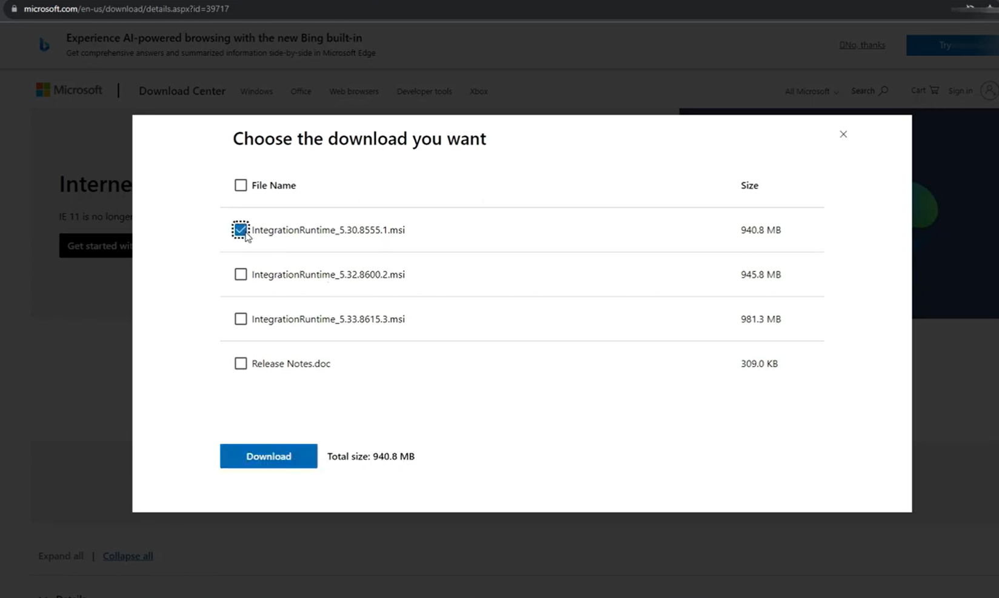 microsoft.com/en-us/download/details.aspx?id=39717
Experience AI-powered browsing with the new Bing built-in
Get comprehensive answers and summarized information side-by-side in Microsoft Edge
No, thanks
Try
Microsoft | Download Center Windows Office Web browsers Developer tools Xbox All Microsoft Search Cart Sign in
Choose the download you want
File Name Size
Interne
IE 11 is no longer
IntegrationRuntime_5.30.8555.1.msi 940.8 MB
Get started wit
IntegrationRuntime_5.32.8600.2.msi 945.8 MB
IntegrationRuntime_5.33.8615.3.msi 981.3 MB
Release Notes.doc 309.0 KB
Download Total size: 940.8 MB
Expand all | Collapse all